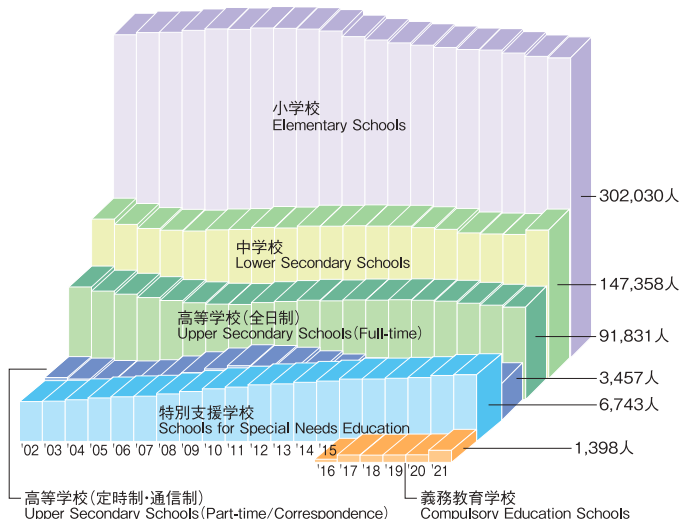 小学校
Elementary Schools
302,030人
中学校
Lower Secondary Schools
147,358人
高等学校(全日制)
Upper Secondary Schools(Full-time)
91,831人
3,457人
特別支援学校
Schools for Special Needs Education
6,743人
'02 '03 '04 '05 '06 '07 '08 '09 '10 '11 '12 '13 '14 '15
1,398人
'16 '17 '18 '19 '20 '21
高等学校(定時制・通信制)
Upper Secondary Schools(Part-time/Correspondence)
義務教育学校
Compulsory Education Schools